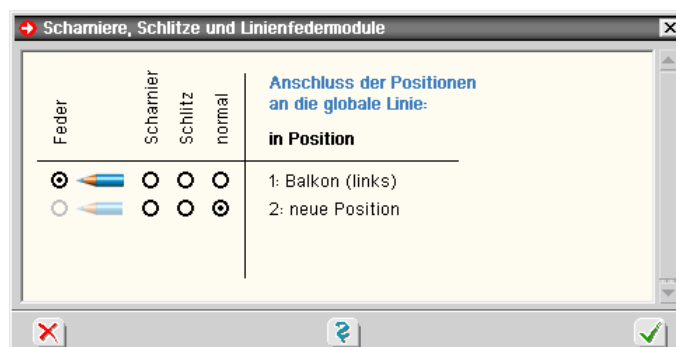 Scharniere, Schlitze und Linienfedermodule
Feder
Scharnier
Schlitz
normal
Anschluss der Positionen
an die globale Linie:
in Position
1: Balkon (links)
2: neue Position